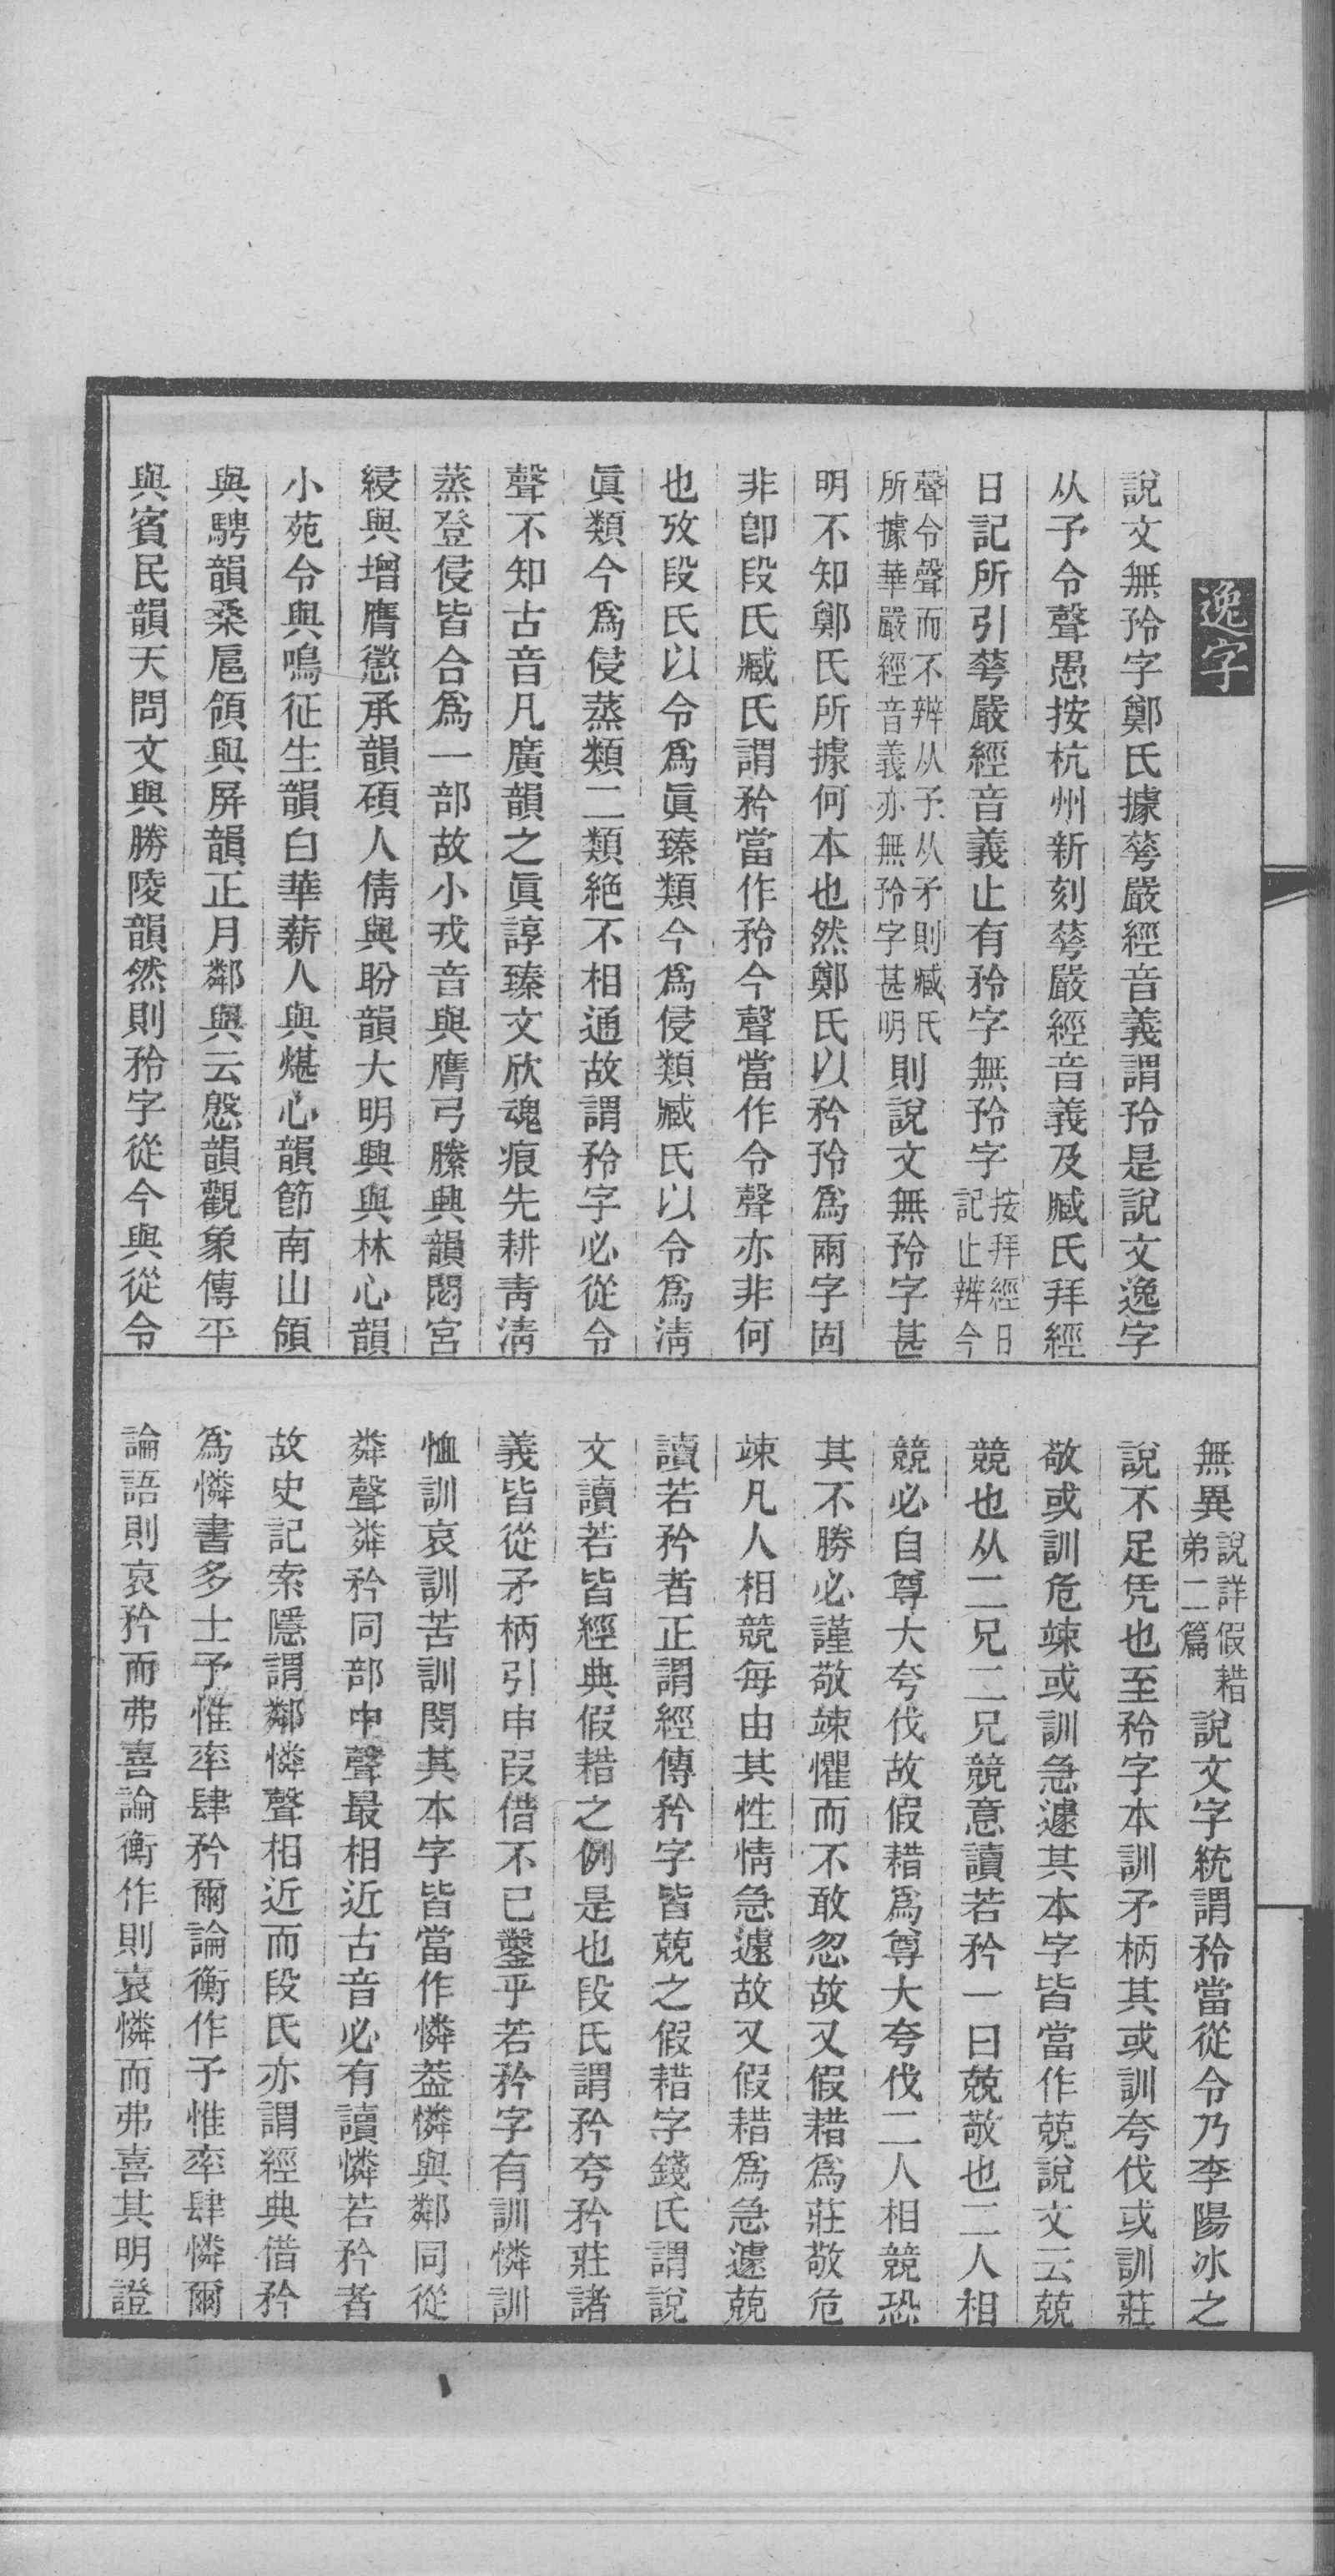 逸字
說文無矝字鄭氏據蕚嚴經音義謂矝是說文逸字
从予令聲愚按杭州新刻蕚嚴經音義及臧氏拜經
日記所引蕚嚴經音義止有矜字無矝字按拜經日記止辨今
聲令聲而不辨从予从矛則臧氏所據華嚴經音義亦無矝字甚明則說文無矝字甚
明不知鄭氏所據何本也然鄭氏以矜矝爲兩字固
非卽段氏臧氏謂矜當作矝今聲當作令聲亦非何
也攷段氏以令爲眞臻類今爲侵類臧氏以令爲淸
眞類今爲侵蒸類二類絶不相通故謂矜字必從令
聲不知古音凡廣韻之眞諄臻文欣魂痕先耕靑淸
蒸登侵皆合爲一部故小戎音與膺弓縢興韻閟宮
綅與增膺懲承韻碩人倩與盼韻大明興與林心韻
小苑令與鳴征生韻白華薪人與煁心韻節南山領
與騁韻桑扈領與屛韻正月鄰與云慇韻觀象傳平
與賓民韻天問文與勝陵韻然則矜字從今與從令
無異說詳假耤弟二篇說文字統謂矜當從令乃李陽冰之
說不足凭也至矜字本訓矛柄其或訓夸伐或訓莊
敬或訓危竦或訓急遽其本字皆當作兢說文云兢
競也从二兄二兄競意讀若矜一曰兢敬也二人相
競必自尊大夸伐故假耤爲尊大夸伐二人相競恐
其不勝必謹敬竦懼而不敢忽故又假耤爲莊敬危
竦凡人相競每由其性情急遽故又假耤爲急遽兢
讀若矜者正謂經傳矜字皆兢之假耤字錢氏謂說
文讀若皆經典假耤之例是也段氏謂矜夸矜莊諸
義皆從矛柄引申叚借不已鑿乎若矜字有訓憐訓
恤訓哀訓苦訓閔其本字皆當作憐葢憐與鄰同從
粦聲粦矜同部中聲最相近古音必有讀憐若矜者
故史記索隱謂鄰憐聲相近而段氏亦謂經典借矜
爲憐書多士予惟率肆矜爾論衡作予惟率肆憐爾
論語則哀矜而弗喜論衡作則哀憐而弗喜其明證